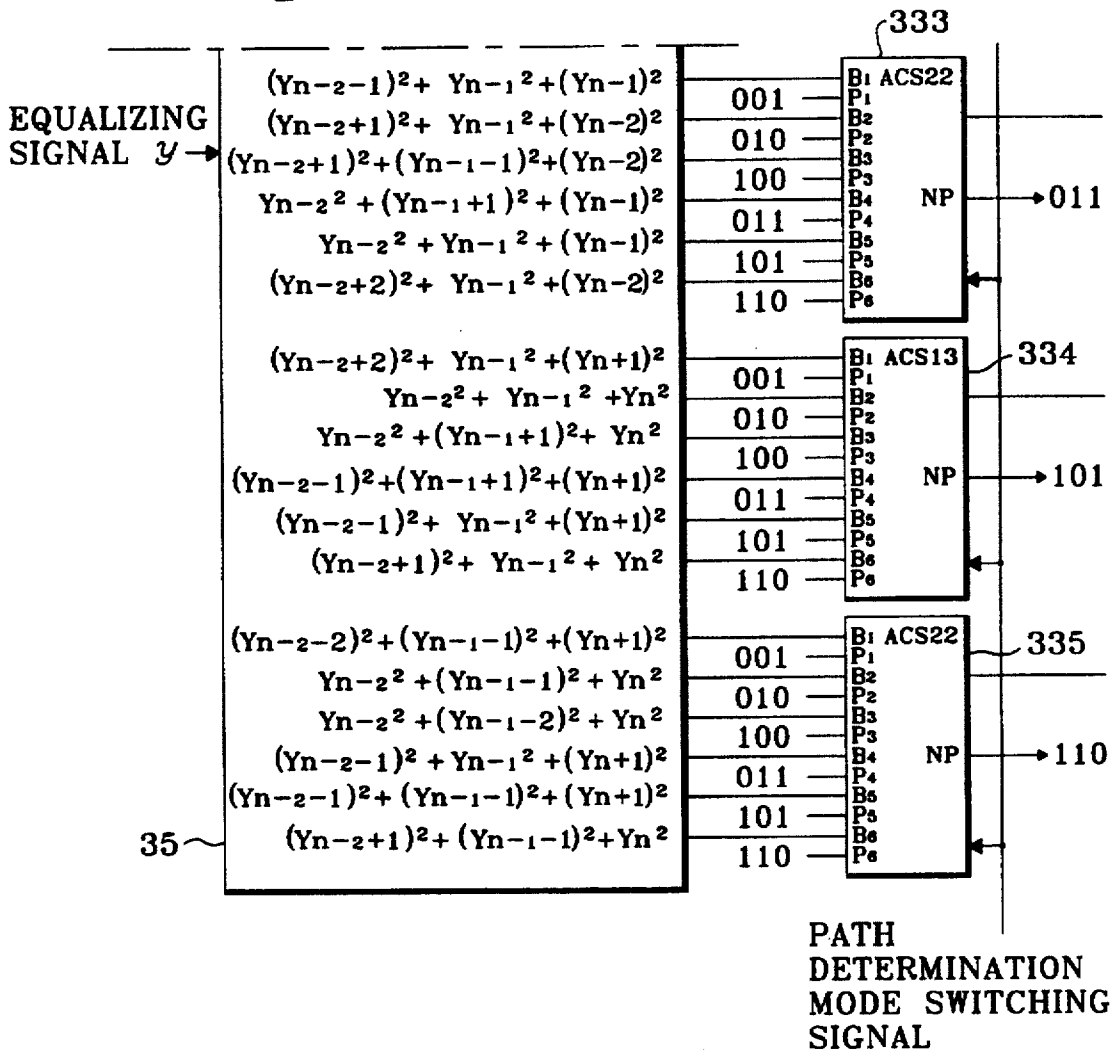 333
EQUALIZING
SIGNAL y
(Yn-2-1)²+ Yn-1²+(Yn-1)²
(Yn-2+1)²+ Yn-1²+(Yn-2)²
(Yn-2+1)²+(Yn-1-1)²+(Yn-2)²
Yn-2²+(Yn-1+1)²+(Yn-1)²
Yn-2²+Yn-1²+(Yn-1)²
(Yn-2+2)²+ Yn-1²+(Yn-2)²
001
010
100
011
101
110
B1 ACS22
P1
B2
P2
B3
P3
B4 NP 011
P4
B5
P5
B6
P6
(Yn-2+2)²+ Yn-1²+(Yn+1)²
Yn-2²+ Yn-1²+Yn²
Yn-2²+(Yn-1+1)²+ Yn²
(Yn-2-1)²+(Yn-1+1)²+(Yn+1)²
(Yn-2-1)²+ Yn-1²+(Yn+1)²
(Yn-2+1)²+ Yn-1²+ Yn²
001
010
100
011
101
110
B1 ACS13
334
P1
B2
P2
B3
P3
B4 NP 101
P4
B5
P5
B6
P6
(Yn-2-2)²+(Yn-1-1)²+(Yn+1)²
Yn-2²+(Yn-1-1)²+Yn²
Yn-2²+(Yn-1-2)²+Yn²
(Yn-2-1)²+Yn-1²+(Yn+1)²
(Yn-2-1)²+(Yn-1-1)²+(Yn+1)²
(Yn-2+1)²+(Yn-1-1)²+Yn²
35
001
010
100
011
101
110
B1 ACS22
335
P1
B2
P2
B3
P3
B4 NP 110
P4
B5
P5
B6
P6
PATH
DETERMINATION
MODE SWITCHING
SIGNAL